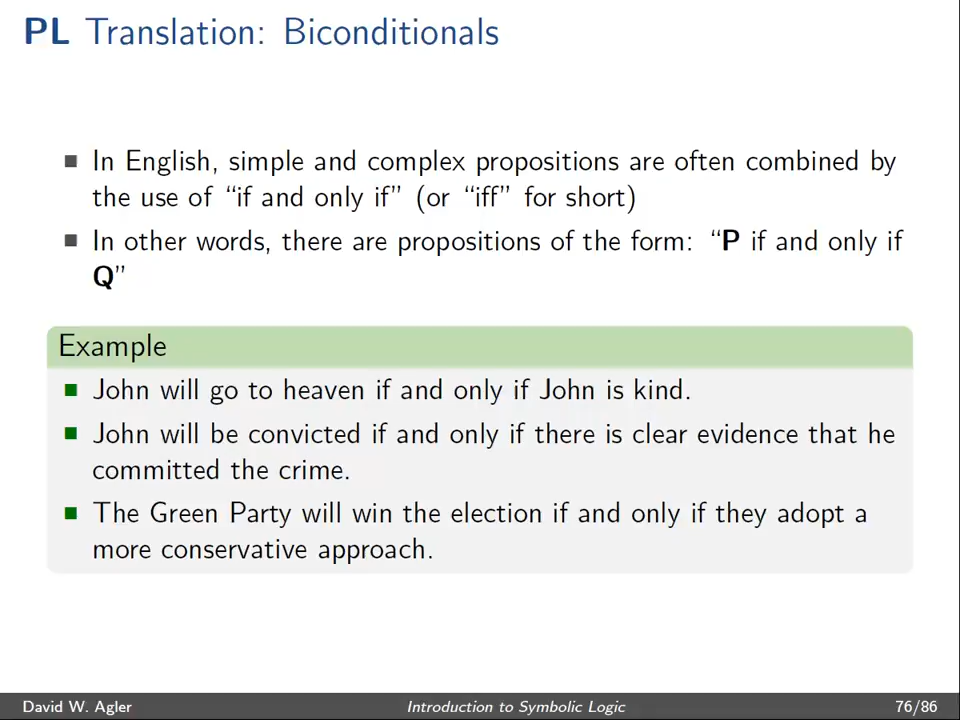 PL Translation: Biconditionals
In English, simple and complex propositions are often combined by
the use of “if and only if” (or “iff” for short)
In other words, there are propositions of the form: “P if and only if
Q”
Example
John will go to heaven if and only if John is kind.
John will be convicted if and only if there is clear evidence that he
committed the crime.
The Green Party will win the election if and only if they adopt a
more conservative approach.
David W. Agler Introduction to Symbolic Logic 76/86